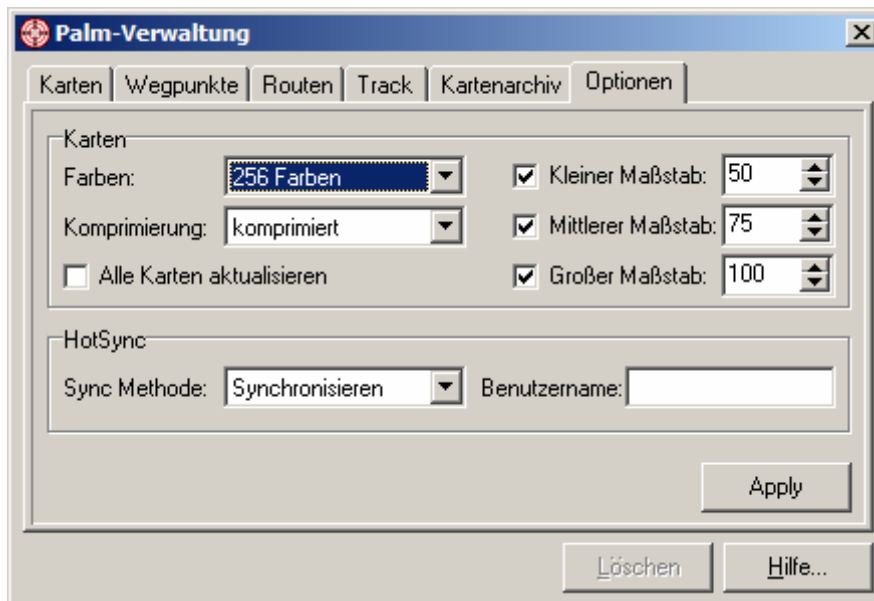 Palm-Verwaltung
Karten Wegpunkte Routen Track Kartenarchiv Optionen
Karten
Farben: 256 Farben Kleiner Maßstab: 50
Komprimierung: komprimiert Mittlerer Maßstab: 75
Alle Karten aktualisieren Großer Maßstab: 100
HotSync
Sync Methode: Synchronisieren Benutzername:
Apply
Löschen Hilfe...